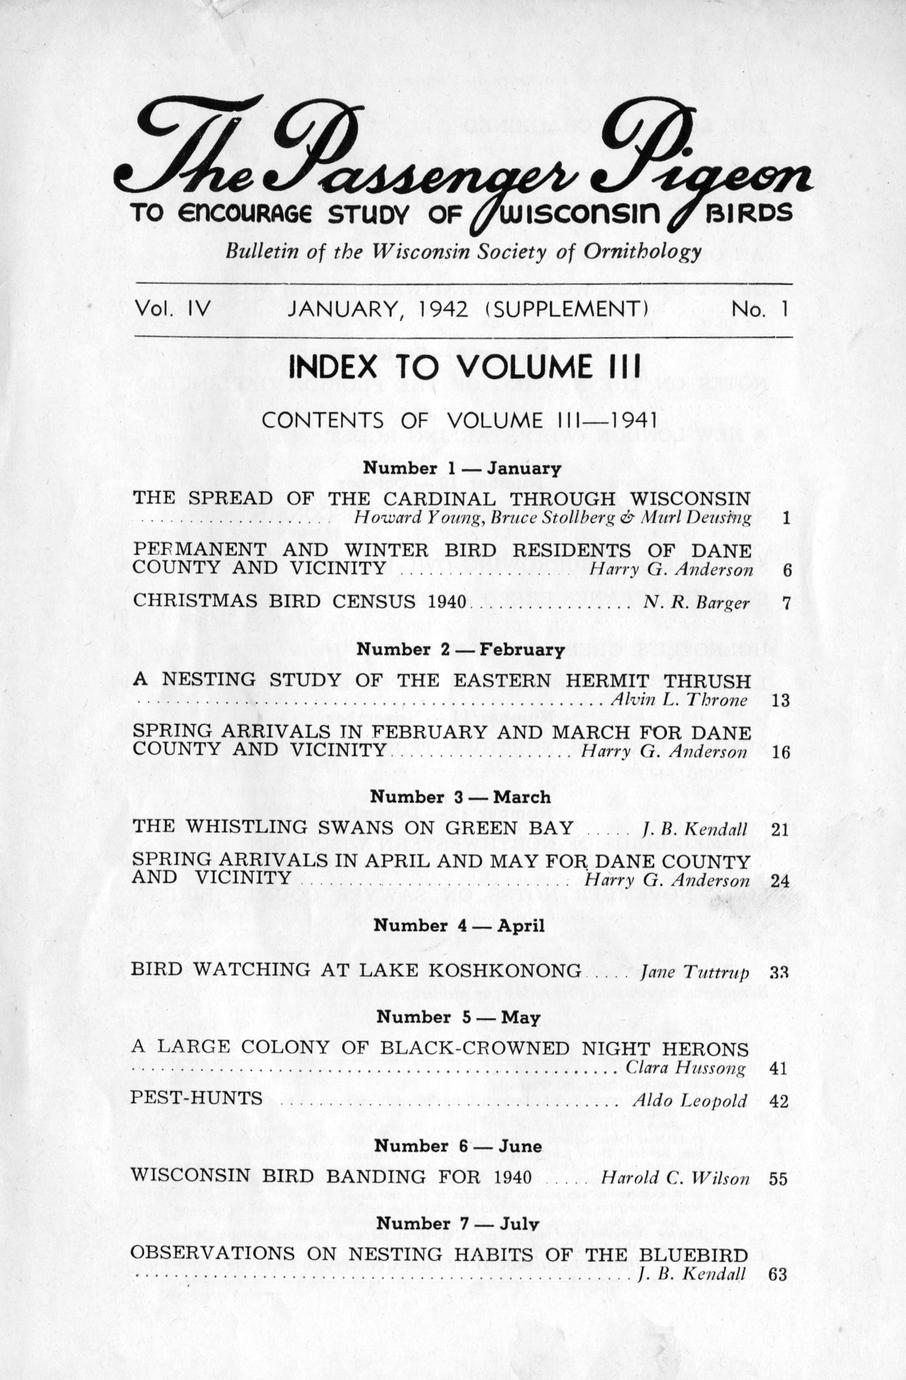 The Passenger Pigeon
TO ENCOURAGE STUDY OF WISCONSIN BIRDS
Bulletin of the Wisconsin Society of Ornithology
Vol. IV JANUARY, 1942 (SUPPLEMENT) No. 1
INDEX TO VOLUME III
CONTENTS OF VOLUME III—1941
Number 1 — January
THE SPREAD OF THE CARDINAL THROUGH WISCONSIN
.................... Howard Young, Bruce Stollberg & Murl Deusing 1
PERMANENT AND WINTER BIRD RESIDENTS OF DANE
COUNTY AND VICINITY .................. Harry G. Anderson 6
CHRISTMAS BIRD CENSUS 1940................. N. R. Barger 7
Number 2 — February
A NESTING STUDY OF THE EASTERN HERMIT THRUSH
................................................ Alvin L. Throne 13
SPRING ARRIVALS IN FEBRUARY AND MARCH FOR DANE
COUNTY AND VICINITY................... Harry G. Anderson 16
Number 3 — March
THE WHISTLING SWANS ON GREEN BAY ..... J. B. Kendall 21
SPRING ARRIVALS IN APRIL AND MAY FOR DANE COUNTY
AND VICINITY ............................ Harry G. Anderson 24
Number 4 — April
BIRD WATCHING AT LAKE KOSHKONONG..... Jane Tuttrup 33
Number 5 — May
A LARGE COLONY OF BLACK-CROWNED NIGHT HERONS
.................................................. Clara Hussong 41
PEST-HUNTS ................................... Aldo Leopold 42
Number 6 — June
WISCONSIN BIRD BANDING FOR 1940 ..... Harold C. Wilson 55
Number 7 — July
OBSERVATIONS ON NESTING HABITS OF THE BLUEBIRD
................................................... J. B. Kendall 63